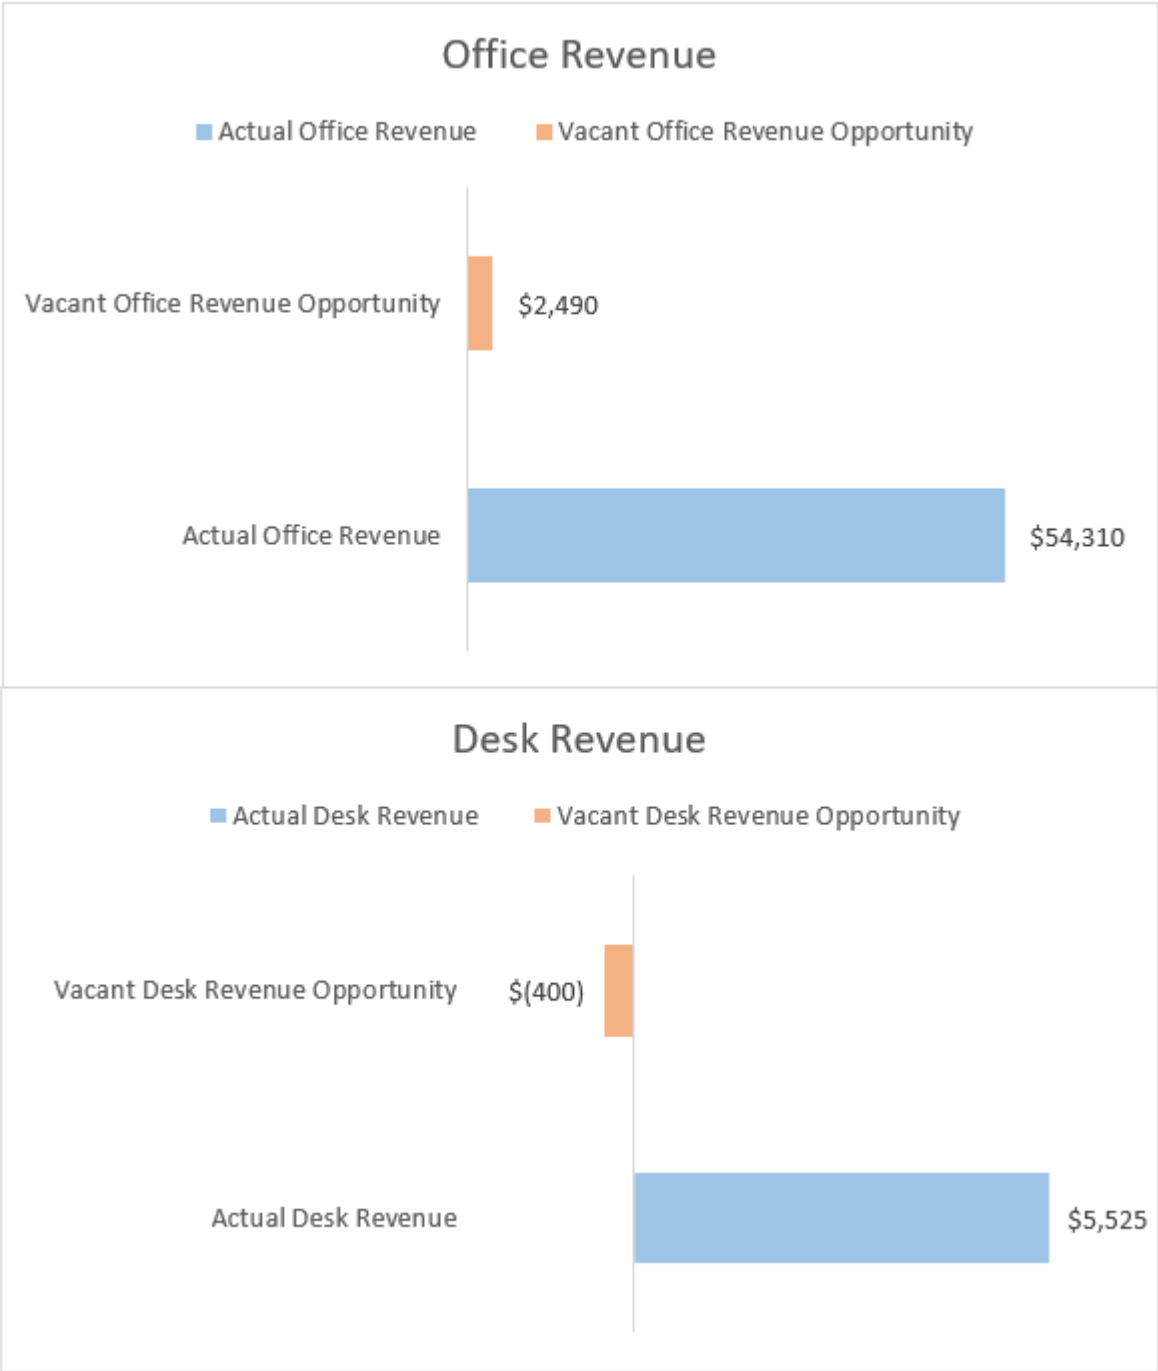 Office Revenue
Actual Office Revenue Vacant Office Revenue Opportunity
Vacant Office Revenue Opportunity $2,490
Actual Office Revenue $54,310
Desk Revenue
Actual Desk Revenue Vacant Desk Revenue Opportunity
Vacant Desk Revenue Opportunity $(400)
Actual Desk Revenue $5,525